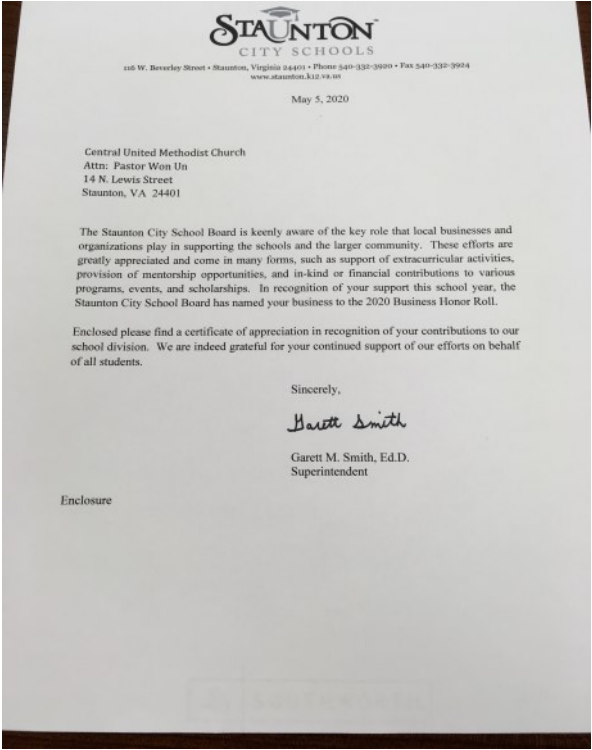 STAUNTON
CITY SCHOOLS
116 W. Beverley Street • Staunton, Virginia 24401 • Phone 540-332-3920 • Fax 540-332-3924
www.staunton.k12.va.us
May 5, 2020
Central United Methodist Church
Attn: Pastor Won Un
14 N. Lewis Street
Staunton, VA 24401
The Staunton City School Board is keenly aware of the key role that local businesses and
organizations play in supporting the schools and the larger community. These efforts are
greatly appreciated and come in many forms, such as support of extracurricular activities,
provision of mentorship opportunities, and in-kind or financial contributions to various
programs, events, and scholarships. In recognition of your support this school year, the
Staunton City School Board has named your business to the 2020 Business Honor Roll.
Enclosed please find a certificate of appreciation in recognition of your contributions to our
school division. We are indeed grateful for your continued support of our efforts on behalf
of all students.
Sincerely,
Garett Smith
Garett M. Smith, Ed.D.
Superintendent
Enclosure